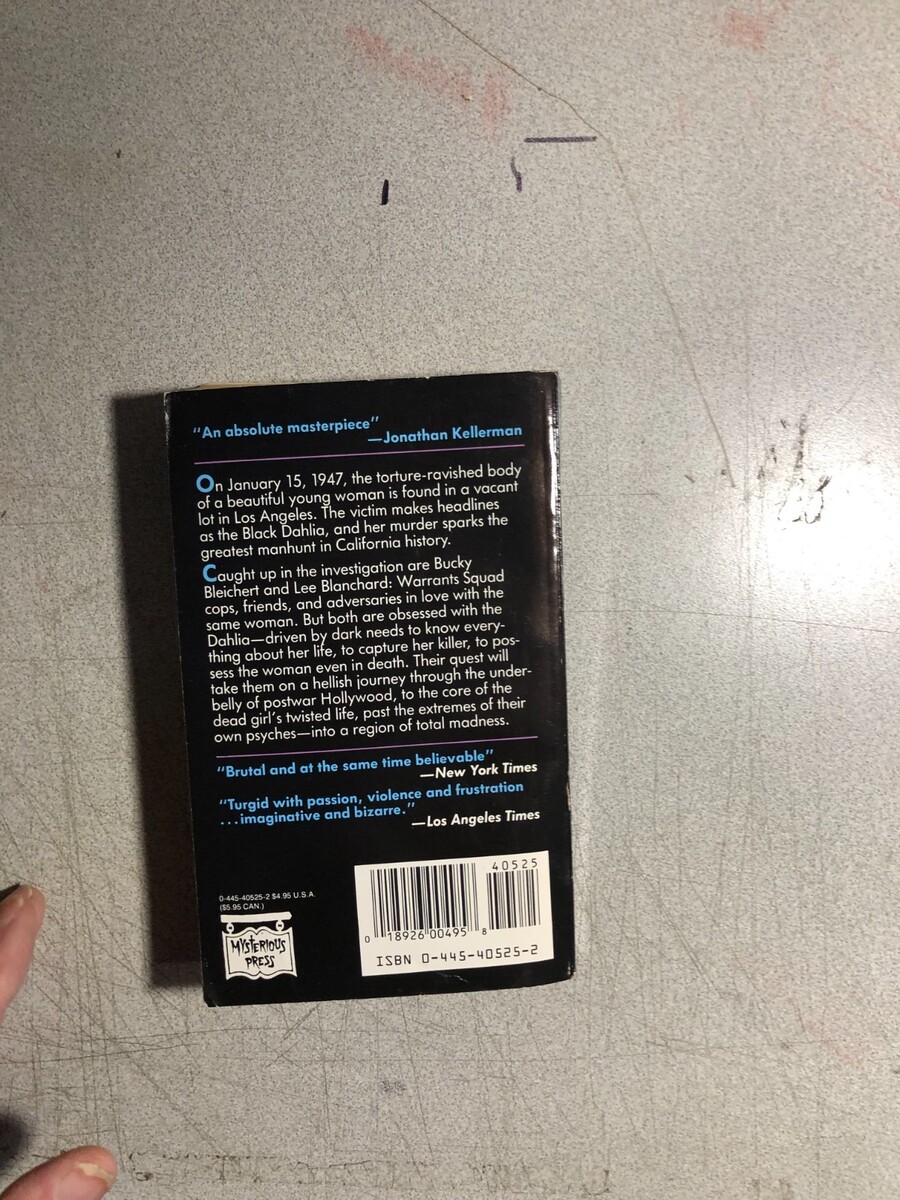 "An absolute masterpiece"
—Jonathan Kellerman
On January 15, 1947, the torture-ravished body
of a beautiful young woman is found in a vacant
lot in Los Angeles. The victim makes headlines
as the Black Dahlia, and her murder sparks the
greatest manhunt in California history.
Caught up in the investigation are Bucky
Bleichert and Lee Blanchard: Warrants Squad
cops, friends, and adversaries in love with the
same woman. But both are obsessed with the
Dahlia—driven by dark needs to know every-
thing about her life, to capture her killer, to pos-
sess the woman even in death. Their quest will
take them on a hellish journey through the under-
belly of postwar Hollywood, to the core of the
dead girl's twisted life, past the extremes of their
own psyches—into a region of total madness.
"Brutal and at the same time believable"
—New York Times
"Turgid with passion, violence and frustration
...imaginative and bizarre."
—Los Angeles Times
0-445-40525-2 $4.95 U.S.A.
($5.95 CAN.)
MYSTERIOUS
PRESS
40525
0 18926 00495 8
ISBN 0-445-40525-2